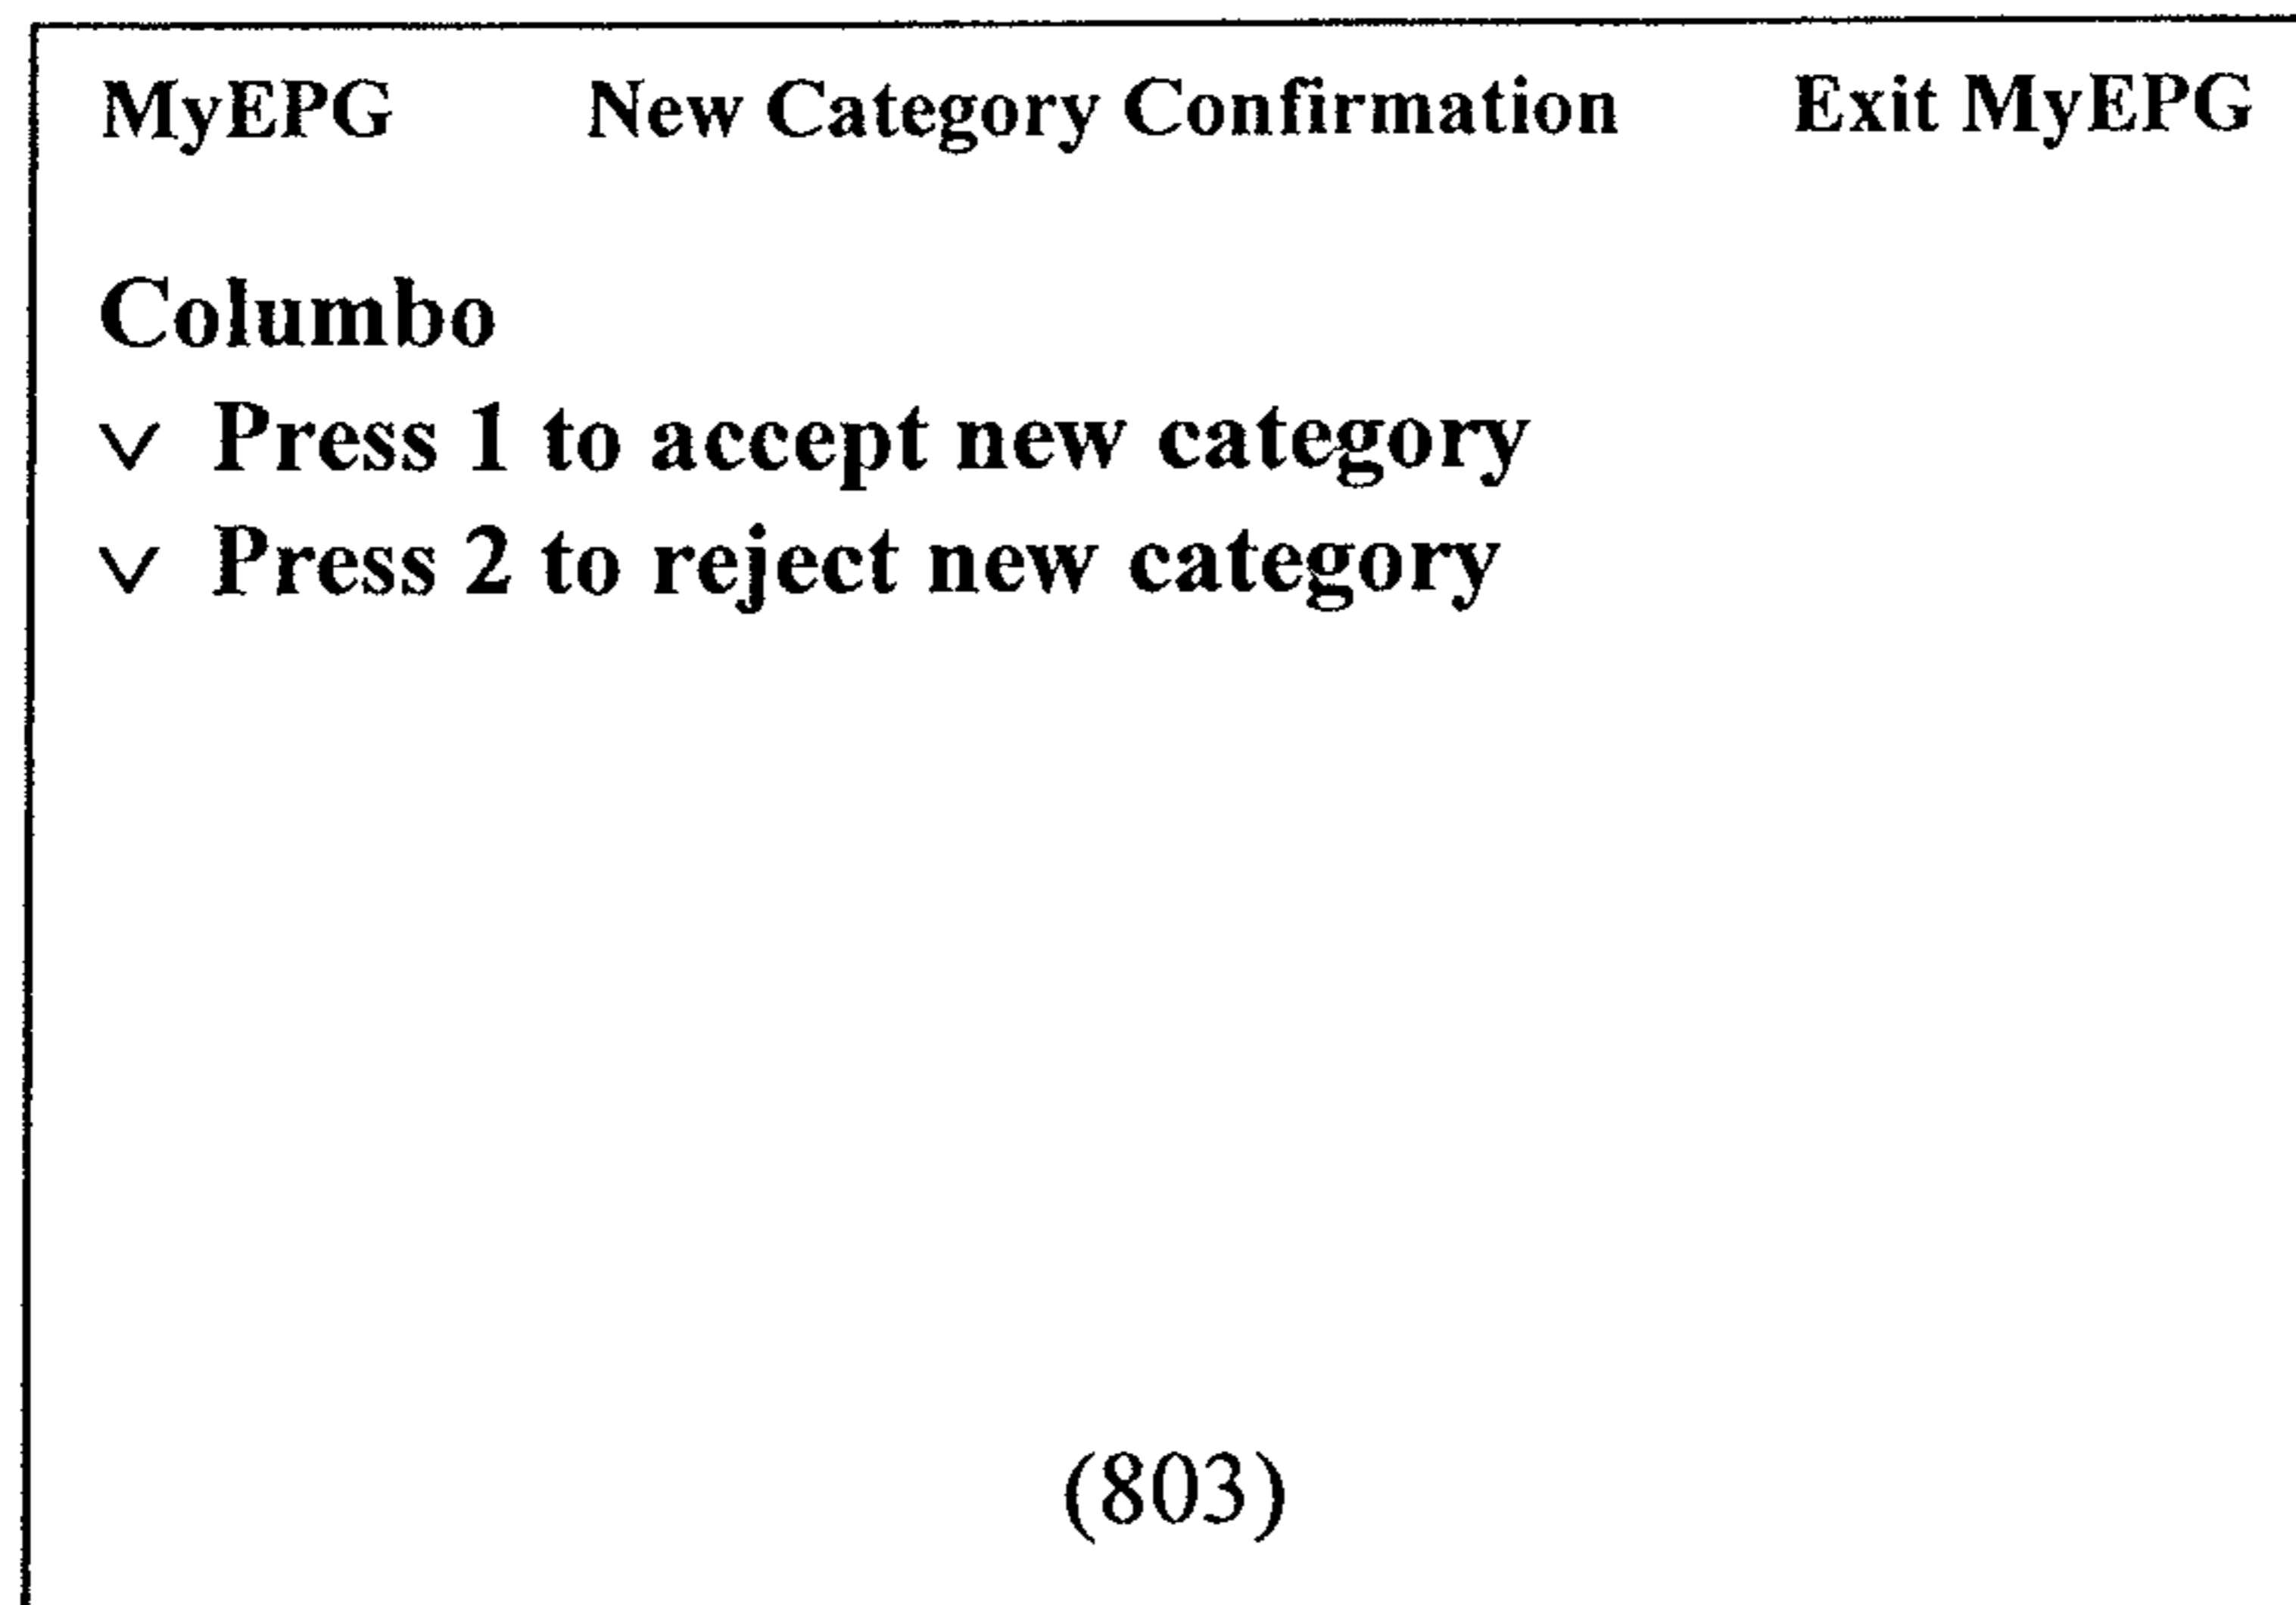 MyEPG New Category Confirmation Exit MyEPG
Columbo
∨ Press 1 to accept new category
∨ Press 2 to reject new category
(803)